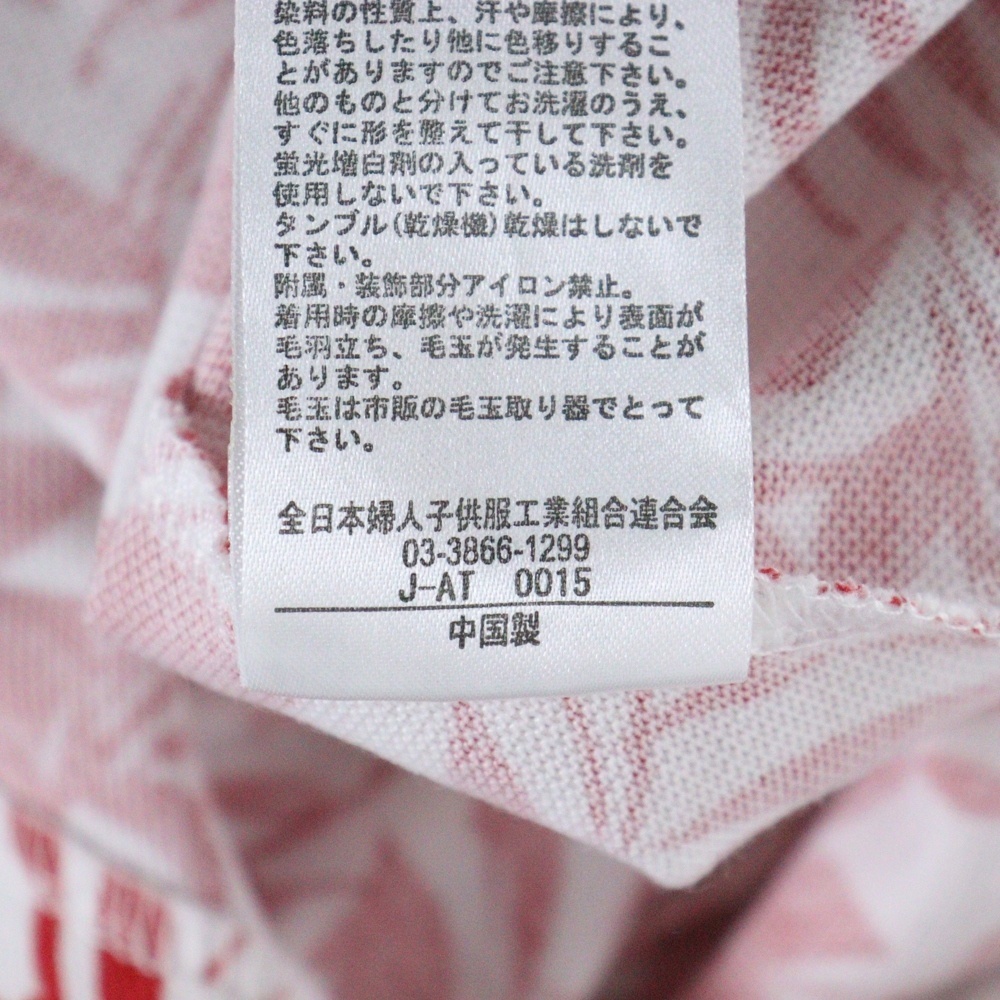 染料の性質上、汗や摩擦により、
色落ちしたり他に色移りするこ
とがありますのでご注意下さい。
他のものと分けてお洗濯のうえ、
すぐに形を整えて干して下さい。
蛍光増白剤の入っている洗剤を
使用しないで下さい。
タンブル(乾燥機)乾燥はしないで
下さい。
附属・装飾部分アイロン禁止。
着用時の摩擦や洗濯により表面が
毛羽立ち、毛玉が発生することが
あります。
毛玉は市販の毛玉取り器でとって
下さい。
全日本婦人子供服工業組合連合会
03-3866-1299
J-AT 0015
中国製